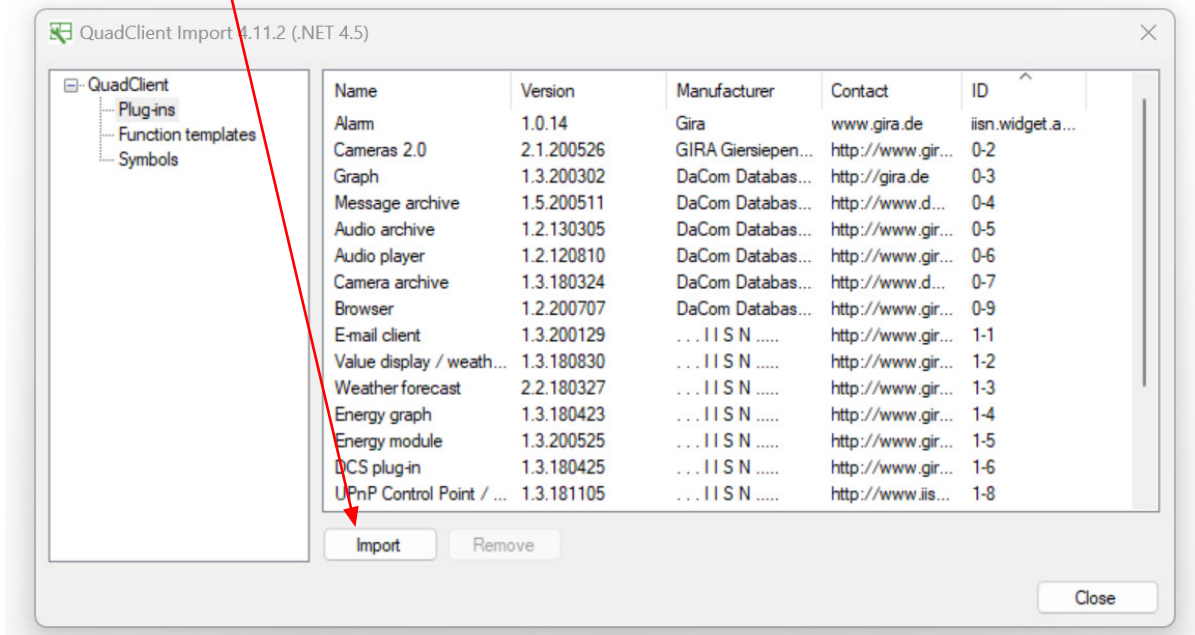 QuadClient Import 4.11.2 (.NET 4.5)
QuadClient
Plug-ins
Function templates
Symbols
Name Version Manufacturer Contact ID
Alarm 1.0.14 Gira www.gira.de iisn.widget.a...
Cameras 2.0 2.1.200526 GIRA Giersiepen... http://www.gir... 0-2
Graph 1.3.200302 DaCom Databas... http://gira.de 0-3
Message archive 1.5.200511 DaCom Databas... http://www.d... 0-4
Audio archive 1.2.130305 DaCom Databas... http://www.gir... 0-5
Audio player 1.2.120810 DaCom Databas... http://www.gir... 0-6
Camera archive 1.3.180324 DaCom Databas... http://www.d... 0-7
Browser 1.2.200707 DaCom Databas... http://www.gir... 0-9
E-mail client 1.3.200129 . . . I I S N ..... http://www.gir... 1-1
Value display / weath... 1.3.180830 . . . I I S N ..... http://www.gir... 1-2
Weather forecast 2.2.180327 . . . I I S N ..... http://www.gir... 1-3
Energy graph 1.3.180423 . . . I I S N ..... http://www.gir... 1-4
Energy module 1.3.200525 . . . I I S N ..... http://www.gir... 1-5
DCS plug-in 1.3.180425 . . . I I S N ..... http://www.gir... 1-6
UPnP Control Point / ... 1.3.181105 . . . I I S N ..... http://www.iis... 1-8
Import Remove
Close